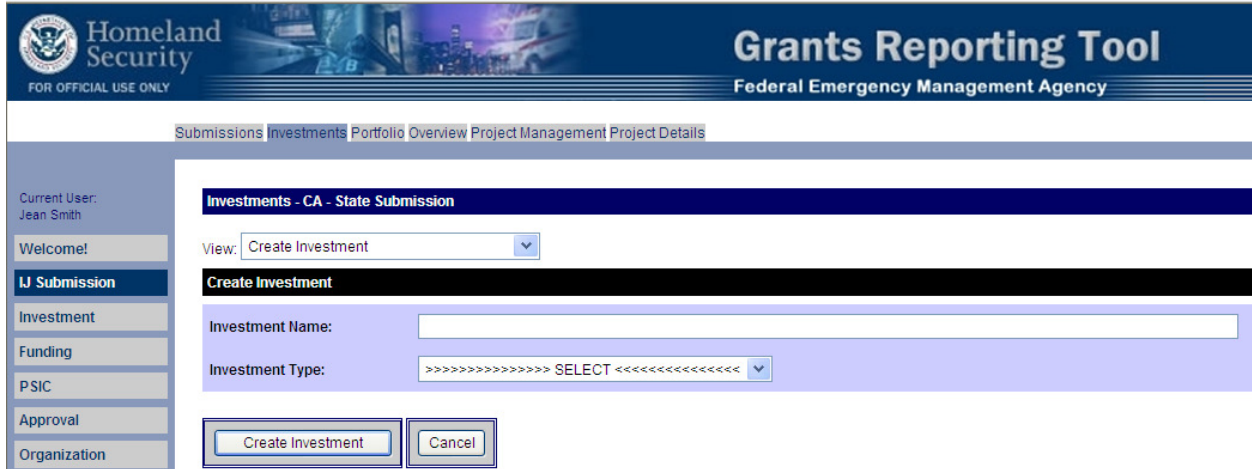 Homeland
Security
FOR OFFICIAL USE ONLY
Grants Reporting Tool
Federal Emergency Management Agency
Submissions Investments Portfolio Overview Project Management Project Details
Current User:
Jean Smith
Welcome!
IJ Submission
Investment
Funding
PSIC
Approval
Organization
Investments - CA - State Submission
View: Create Investment
Create Investment
Investment Name:
Investment Type: >>>>>>>>>>>>>>> SELECT <<<<<<<<<<<<<<<
Create Investment Cancel